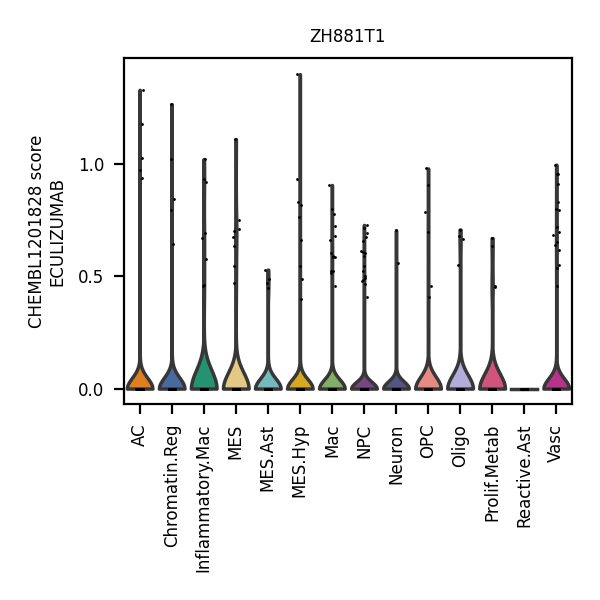 ZH881T1
CHEMBL1201828 score
ECULIZUMAB
1.0
0.5
0.0
AC
Chromatin.Reg
Inflammatory.Mac
MES
MES.Ast
MES.Hyp
Mac
NPC
Neuron
OPC
Oligo
Prolif.Metab
Reactive.Ast
Vasc